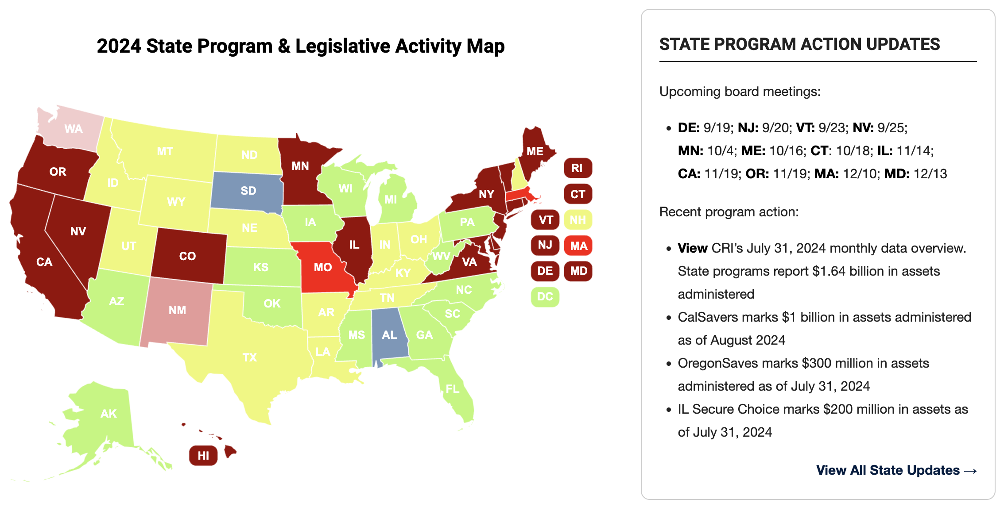 2024 State Program & Legislative Activity Map
WA
MT
ND
MN
ME
OR
ID
SD
WI
MI
NY
RI
CT
WY
NV
UT
CO
NE
IA
PA
VT
NH
CA
KS
MO
IL
IN
OH
WV
VA
KY
NJ
MA
DE
MD
DC
AZ
NM
OK
AR
TN
NC
SC
TX
LA
MS
AL
GA
FL
AK
HI
STATE PROGRAM ACTION UPDATES
Upcoming board meetings:
• DE: 9/19; NJ: 9/20; VT: 9/23; NV: 9/25;
MN: 10/4; ME: 10/16; CT: 10/18; IL: 11/14;
CA: 11/19; OR: 11/19; MA: 12/10; MD: 12/13
Recent program action:
• View CRI’s July 31, 2024 monthly data overview.
State programs report $1.64 billion in assets
administered
• CalSavers marks $1 billion in assets administered
as of August 2024
• OregonSaves marks $300 million in assets
administered as of July 31, 2024
• IL Secure Choice marks $200 million in assets as
of July 31, 2024
View All State Updates →